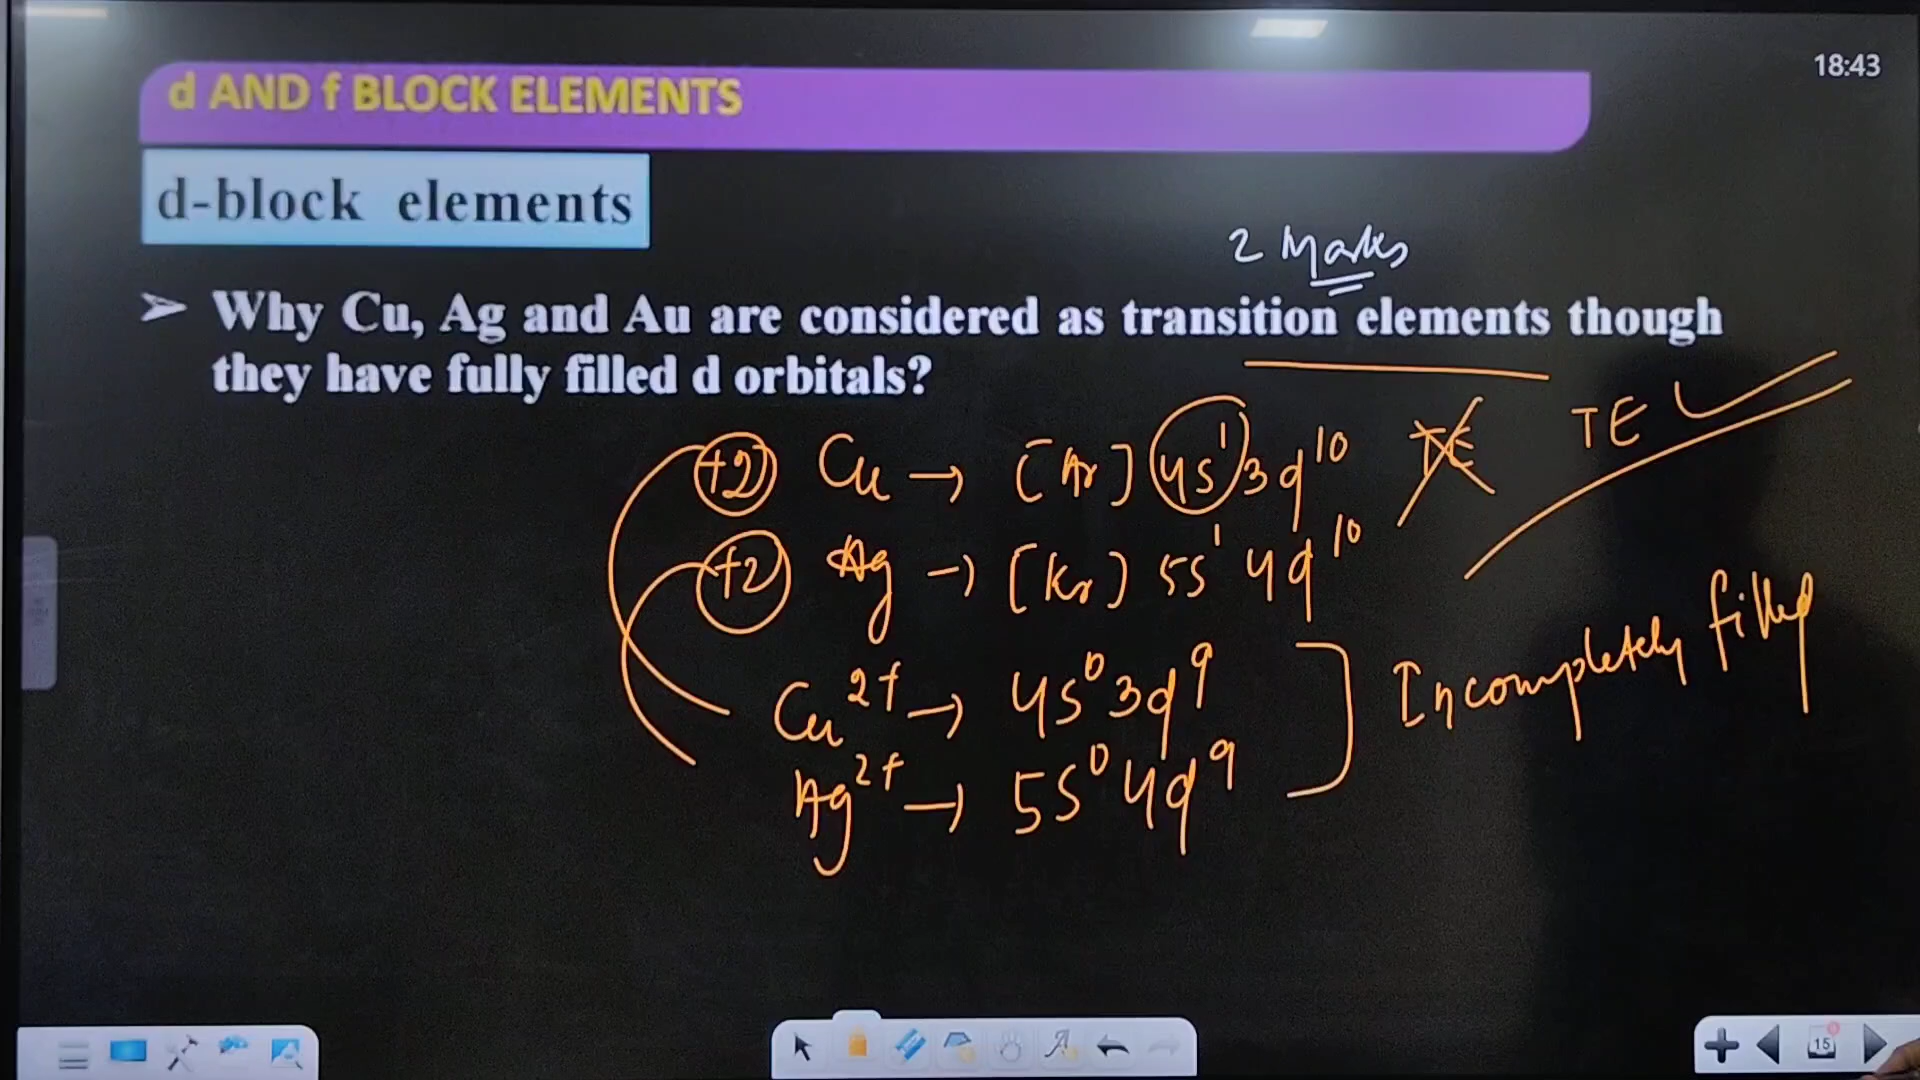 18:43
d AND f BLOCK ELEMENTS
d-block elements
2 Marks
➤ Why Cu, Ag and Au are considered as transition elements though
they have fully filled d orbitals?
+2 Cu → [Ar] 4s¹ 3d¹⁰ TE TE ✓
+2 Ag → [Kr] 5s¹ 4d¹⁰
Cu²⁺ → 4s⁰ 3d⁹
Incompletely filled
Ag²⁺ → 5s⁰ 4d⁹
15